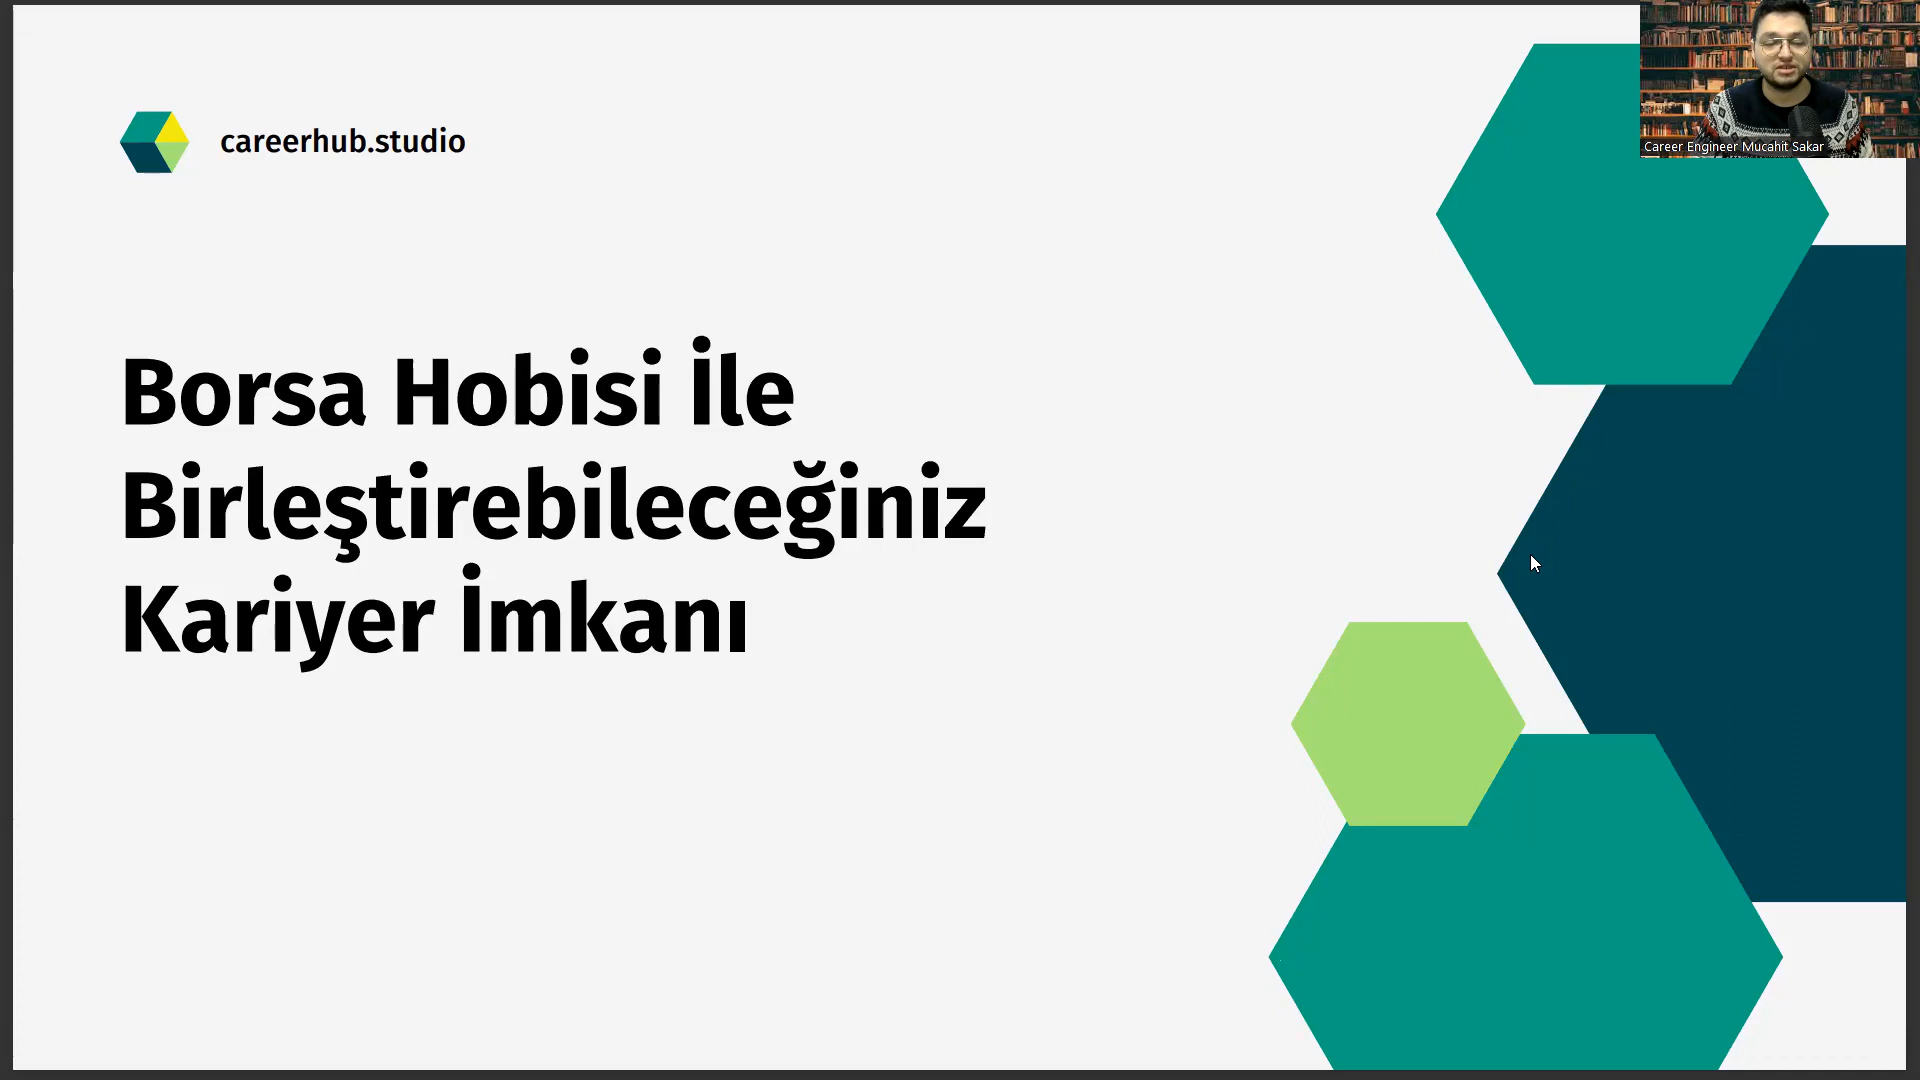 careerhub.studio
Career Engineer Mucahit Sakar
Borsa Hobisi İle
Birleştirebileceğiniz
Kariyer İmkanı